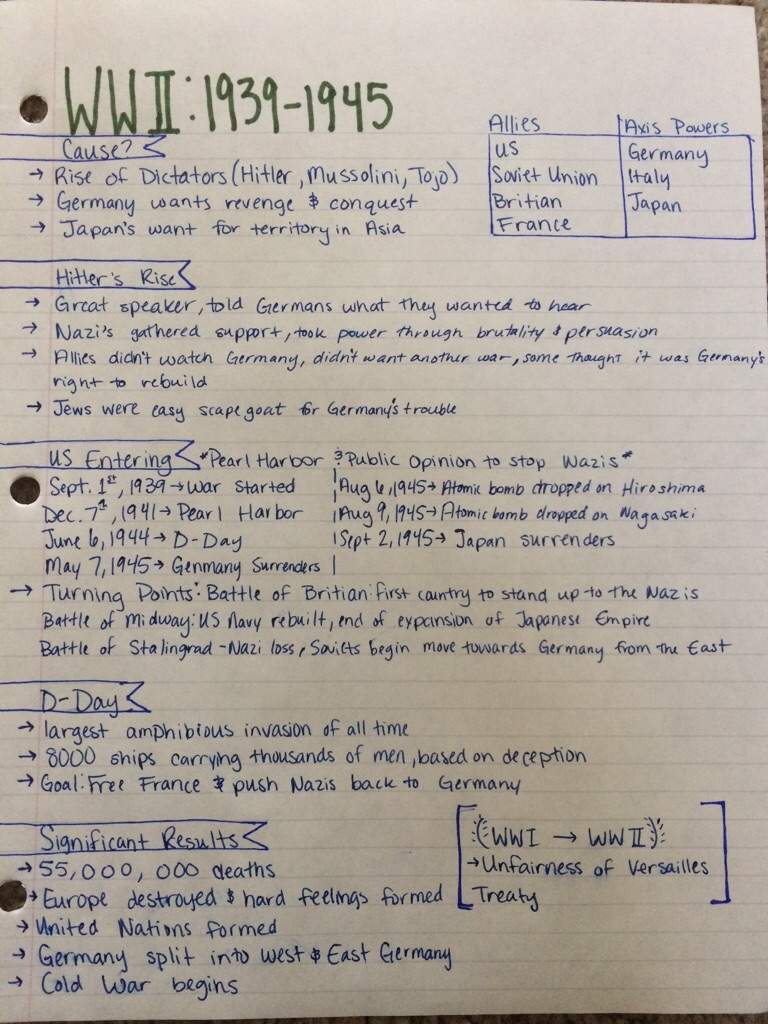 WWII: 1939-1945
Allies | Axis Powers
US | Germany
Soviet Union | Italy
Britian | Japan
France
Cause?
→ Rise of Dictators (Hitler, Mussolini, Tojo)
→ Germany wants revenge & conquest
→ Japan's want for territory in Asia
Hitler's Rise
→ Great speaker, told Germans what they wanted to hear
→ Nazi's gathered support, took power through brutality & persuasion
→ Allies didn't watch Germany, didn't want another war, some thought it was Germany's
right to rebuild
→ Jews were easy scapegoat for Germany's trouble
US Entering *Pearl Harbor & Public Opinion to stop Nazis*
Sept. 1st, 1939 → War started
Dec. 7th, 1941 → Pearl Harbor
June 6, 1944 → D-Day
May 7, 1945 → Germany Surrenders
Aug 6, 1945 → Atomic bomb dropped on Hiroshima
Aug 9, 1945 → Atomic bomb dropped on Nagasaki
Sept 2, 1945 → Japan surrenders
→ Turning Points: Battle of Britian: first country to stand up to the Nazis
Battle of Midway: US Navy rebuilt, end of expansion of Japanese Empire
Battle of Stalingrad - Nazi loss, Soviets begin move towards Germany from the East
D-Day
→ largest amphibious invasion of all time
→ 8000 ships carrying thousands of men, based on deception
→ Goal: Free France & push Nazis back to Germany
Significant Results
→ 55,000,000 deaths
→ Europe destroyed & hard feelings formed
→ United Nations formed
→ Germany split into West & East Germany
→ Cold War begins
(WWI → WWII)
→ Unfairness of Versailles
Treaty